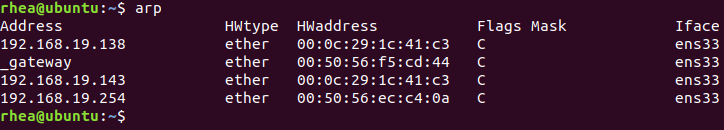 rhea@ubuntu:~$ arp
Address HWtype HWaddress Flags Mask Iface
192.168.19.138 ether 00:0c:29:1c:41:c3 C ens33
_gateway ether 00:50:56:f5:cd:44 C ens33
192.168.19.143 ether 00:0c:29:1c:41:c3 C ens33
192.168.19.254 ether 00:50:56:ec:c4:0a C ens33
rhea@ubuntu:~$